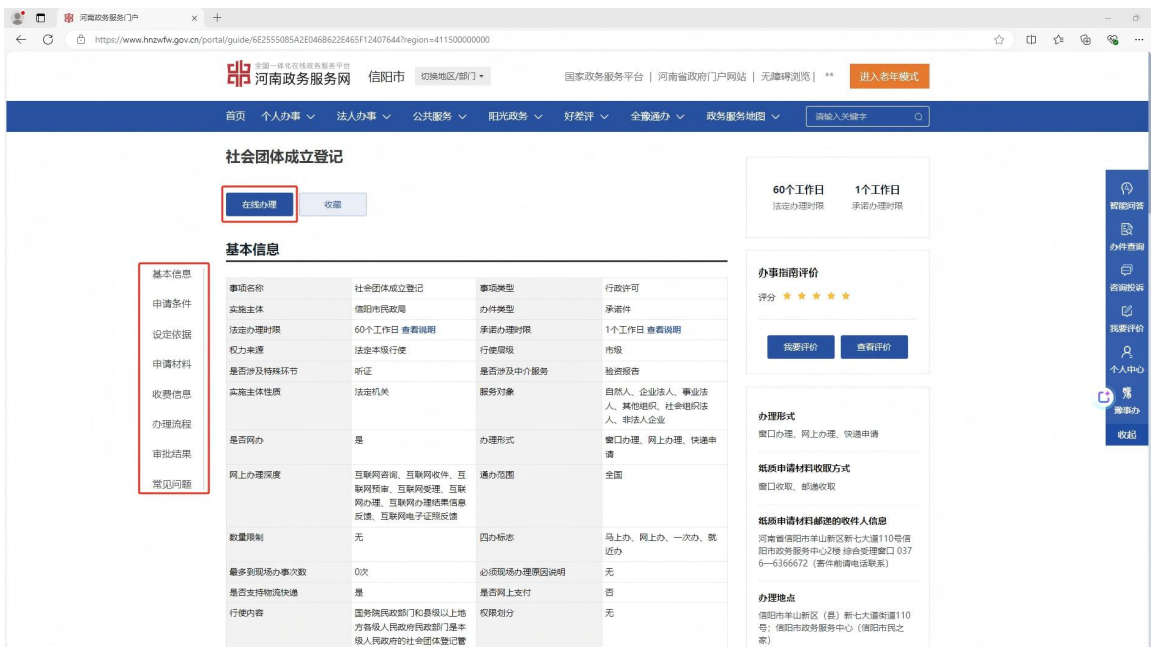 河南政务服务门户
https://www.hnzwfw.gov.cn/portal/guide/6E2555085A2E046B622E465F12407644?region=411500000000
全国一体化在线政务服务平台
河南政务服务网 信阳市 切换地区/部门
国家政务服务平台 | 河南省政府门户网站 | 无障碍浏览 | ** 进入老年模式
首页 个人办事 法人办事 公共服务 阳光政务 好差评 全豫通办 政务服务地图 请输入关键字
社会团体成立登记
在线办理 收藏
基本信息
基本信息
申请条件
设定依据
申请材料
收费信息
办理流程
审批结果
常见问题
事项名称 社会团体成立登记 事项类型 行政许可
实施主体 信阳市民政局 办件类型 承诺件
法定办理时限 60个工作日 查看说明 承诺办理时限 1个工作日 查看说明
权力来源 法定本级行使 行使层级 市级
是否涉及特殊环节 听证 是否涉及中介服务 验资报告
实施主体性质 法定机关 服务对象 自然人、企业法人、事业法
人、其他组织、社会组织法
人、非法人企业
是否网办 是 办理形式 窗口办理、网上办理、快递申
请
网上办理深度 互联网咨询、互联网收件、互 通办范围 全国
联网预审、互联网受理、互联
网办理、互联网办理结果信息
反馈、互联网电子证照反馈
数量限制 无 四办标志 马上办、网上办、一次办、就
近办
最多到现场办事次数 0次 必须现场办理原因说明 无
是否支持物流快递 是 是否网上支付 否
行使内容 国务院民政部门和县级以上地 权限划分 无
方各级人民政府民政部门是本
级人民政府的社会团体登记管
60个工作日 1个工作日
法定办理时限 承诺办理时限
办事指南评价
评分
我要评价 查看评价
办理形式
窗口办理、网上办理、快递申请
纸质申请材料收取方式
窗口收取、邮递收取
纸质申请材料邮递的收件人信息
河南省信阳市羊山新区新七大道110号信
阳市政务服务中心2楼 综合受理窗口 037
6—6366672（寄件前请电话联系）
办理地点
信阳市羊山新区（县）新七大道街道110
号；信阳市政务服务中心（信阳市民之
家）
智能问答
办件查询
咨询投诉
我要评价
个人中心
豫事办
收起